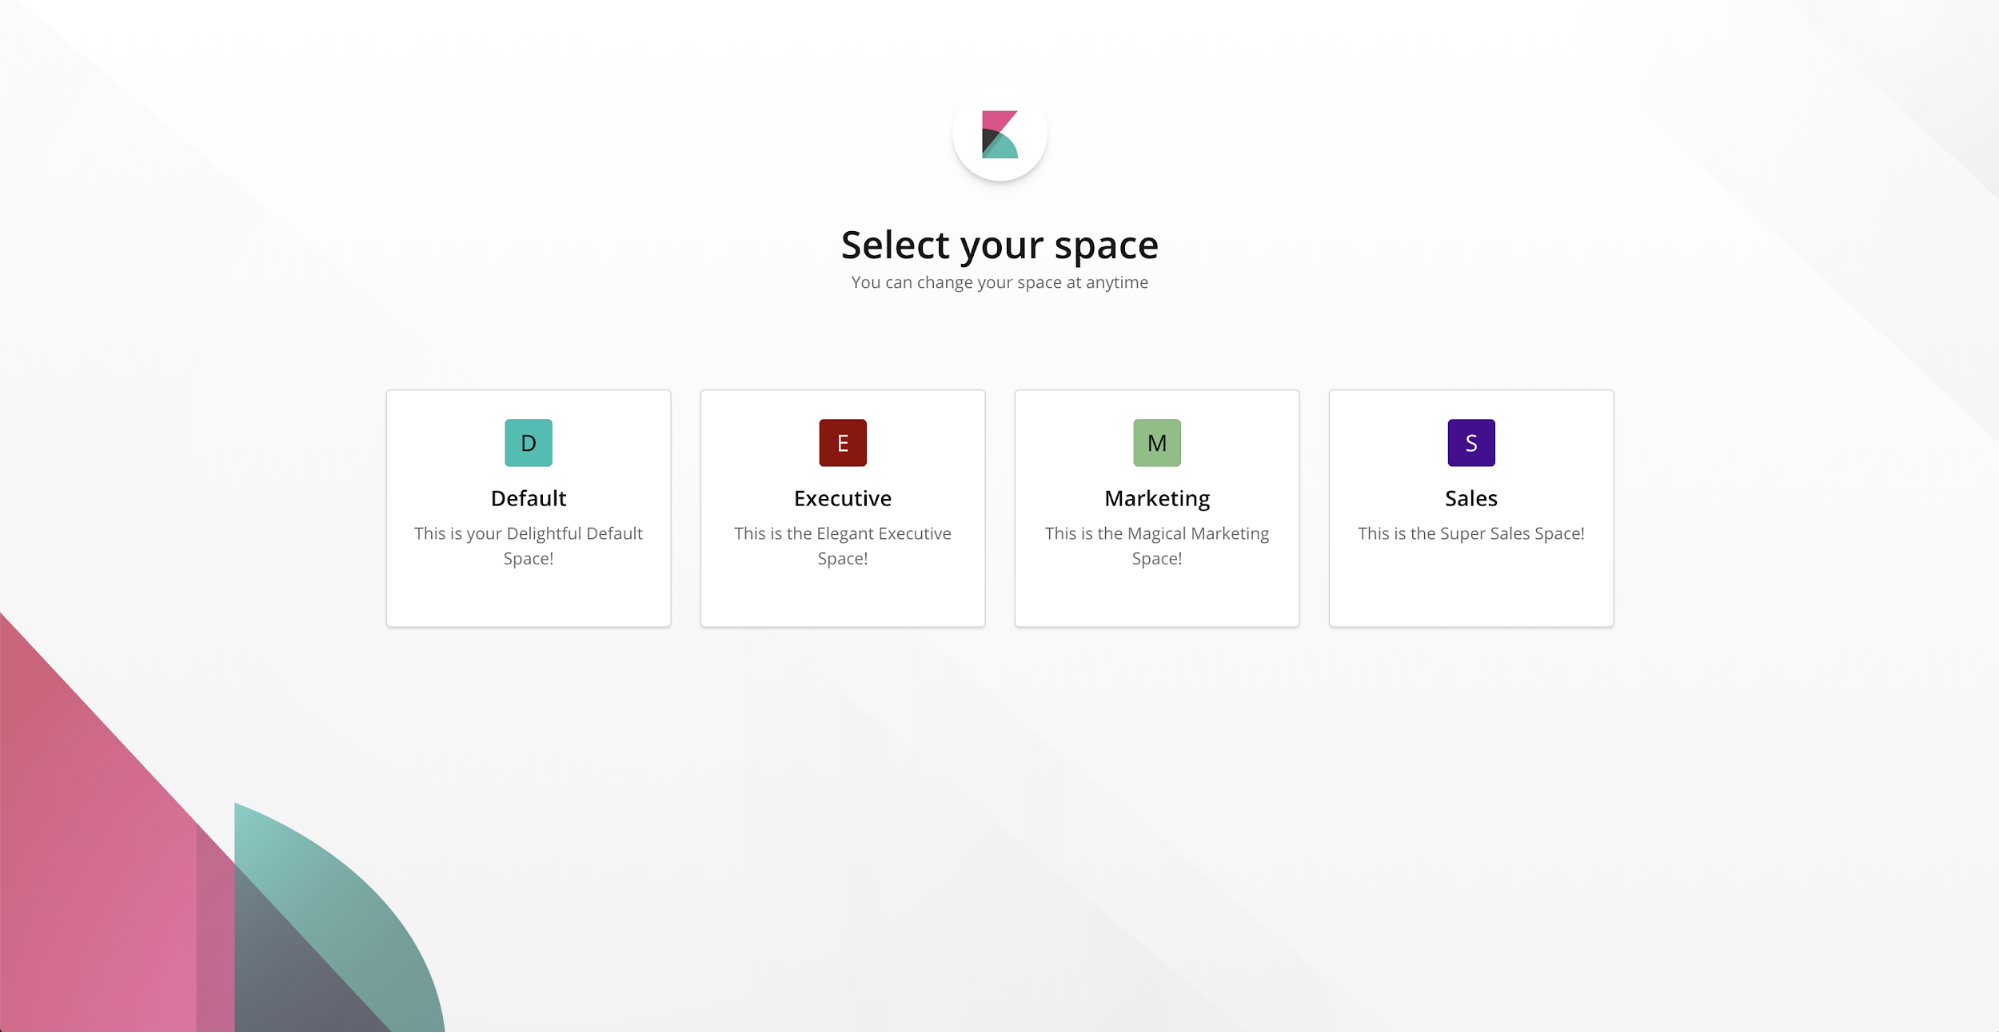 Select your space
You can change your space at anytime
D
Default
This is your Delightful Default
Space!
E
Executive
This is the Elegant Executive
Space!
M
Marketing
This is the Magical Marketing
Space!
S
Sales
This is the Super Sales Space!